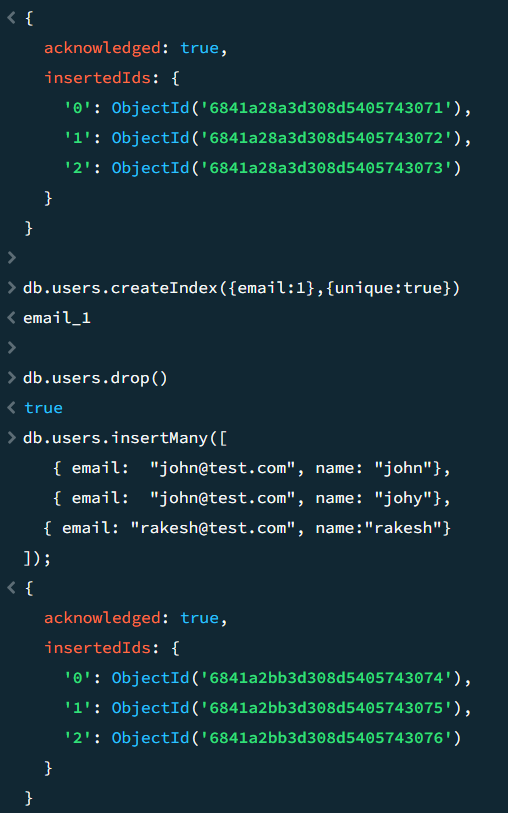 < {
    acknowledged: true,
    insertedIds: {
      '0': ObjectId('6841a28a3d308d5405743071'),
      '1': ObjectId('6841a28a3d308d5405743072'),
      '2': ObjectId('6841a28a3d308d5405743073')
    }
  }
>
> db.users.createIndex({email:1},{unique:true})
< email_1
>
> db.users.drop()
< true
> db.users.insertMany([
     { email:  "john@test.com", name: "john"},
     { email:  "john@test.com", name: "johy"},
    { email: "rakesh@test.com", name:"rakesh"}
  ]);
< {
    acknowledged: true,
    insertedIds: {
      '0': ObjectId('6841a2bb3d308d5405743074'),
      '1': ObjectId('6841a2bb3d308d5405743075'),
      '2': ObjectId('6841a2bb3d308d5405743076')
    }
  }